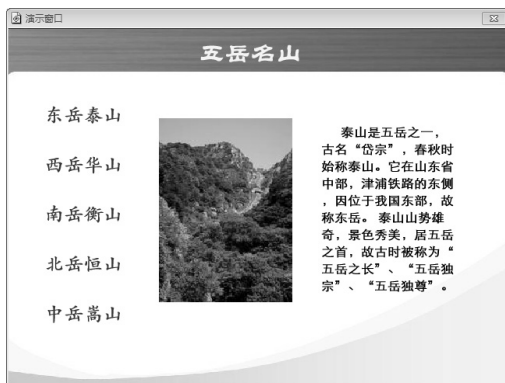 演示窗口
五岳名山
东岳泰山
西岳华山
南岳衡山
北岳恒山
中岳嵩山
泰山是五岳之一，
古名“岱宗”，春秋时
始称泰山。它在山东省
中部，津浦铁路的东侧
，因位于我国东部，故
称东岳。 泰山山势雄
奇，景色秀美，居五岳
之首，故古时被称为“
五岳之长”、“五岳独
宗”、“五岳独尊”。